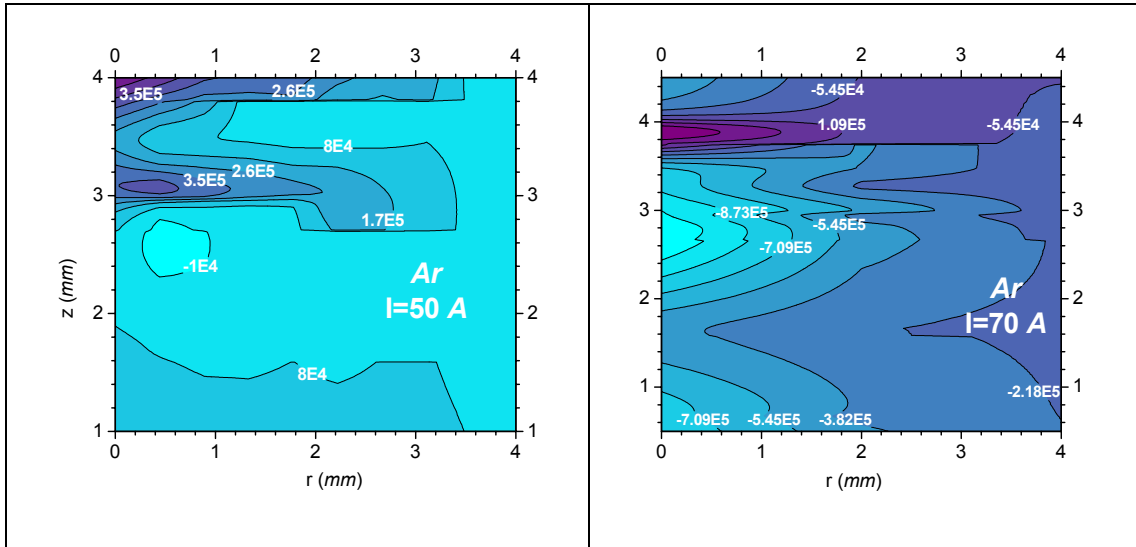 0 1 2 3 4
4 4
3.5E5 2.6E5
8E4
2.6E5
3 3.5E5 3
1.7E5
-1E4
Ar
z (mm)
2 I=50 A 2
8E4
1 1
0 1 2 3 4
r (mm)
0 1 2 3 4
-5.45E4
4 1.09E5 -5.45E4 4
3 -8.73E5 3
-5.45E5
-7.09E5
2 Ar 2
I=70 A
1 -2.18E5 1
-7.09E5 -5.45E5 -3.82E5
0 1 2 3 4
r (mm)